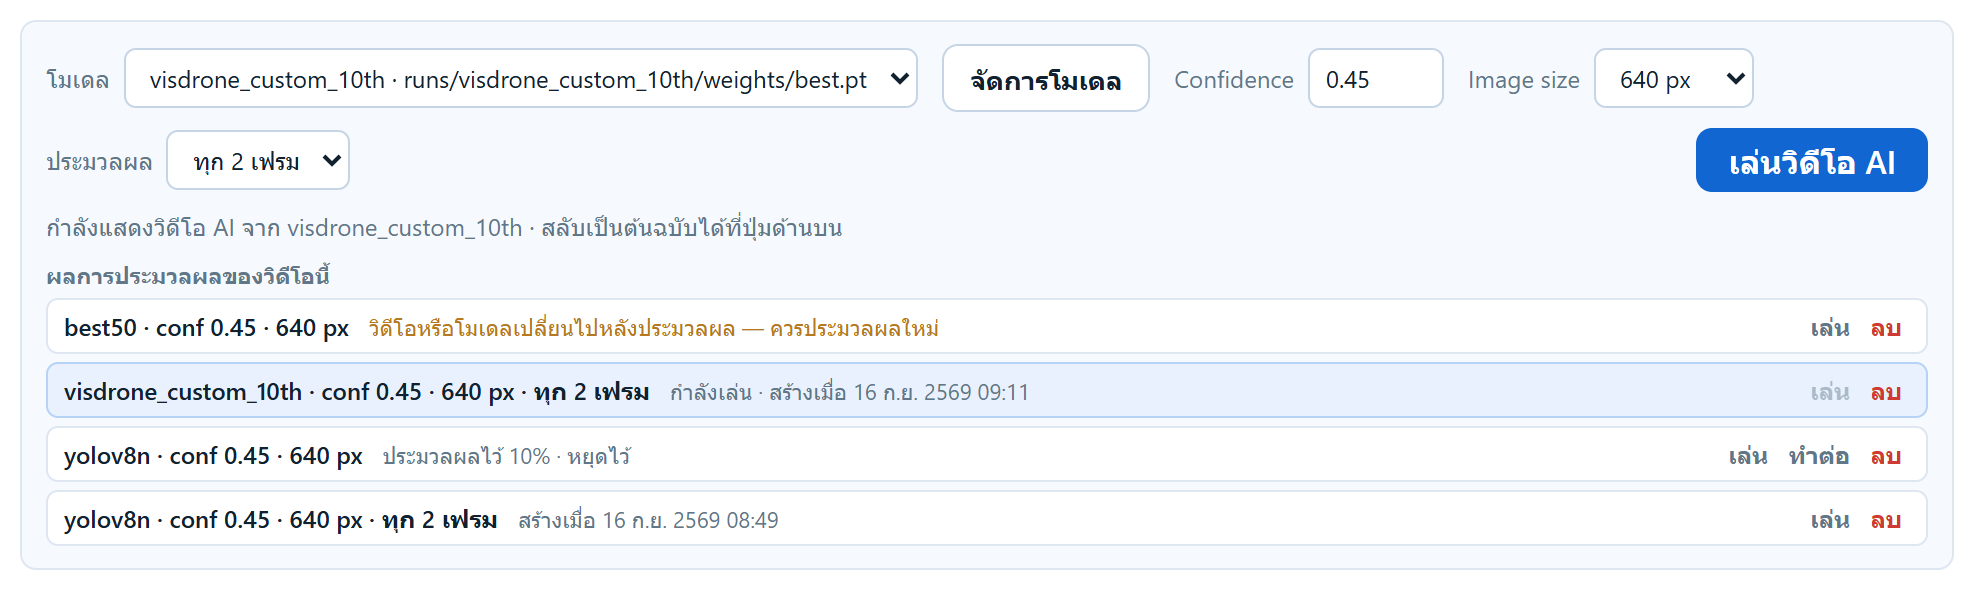 โมเดล visdrone_custom_10th · runs/visdrone_custom_10th/weights/best.pt จัดการโมเดล Confidence 0.45 Image size 640 px
ประมวลผล ทุก 2 เฟรม เล่นวิดีโอ AI
กำลังแสดงวิดีโอ AI จาก visdrone_custom_10th · สลับเป็นต้นฉบับได้ที่ปุ่มด้านบน
ผลการประมวลผลของวิดีโอนี้
best50 · conf 0.45 · 640 px วิดีโอหรือโมเดลเปลี่ยนไปหลังประมวลผล — ควรประมวลผลใหม่ เล่น ลบ
visdrone_custom_10th · conf 0.45 · 640 px · ทุก 2 เฟรม กำลังเล่น · สร้างเมื่อ 16 ก.ย. 2569 09:11 เล่น ลบ
yolov8n · conf 0.45 · 640 px ประมวลผลไว้ 10% · หยุดไว้ เล่น ทำต่อ ลบ
yolov8n · conf 0.45 · 640 px · ทุก 2 เฟรม สร้างเมื่อ 16 ก.ย. 2569 08:49 เล่น ลบ